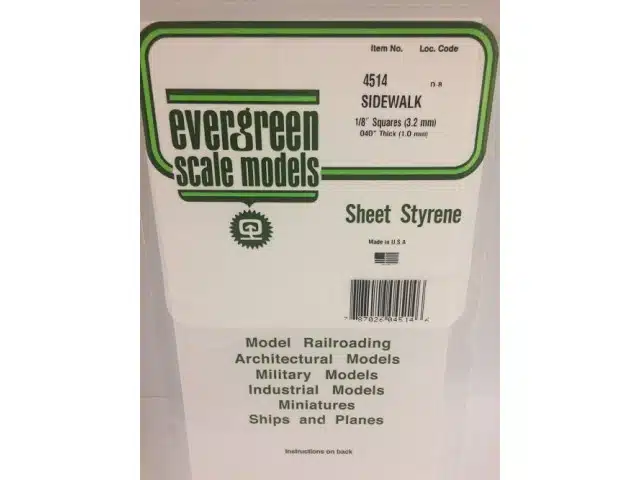 Item No. Loc. Code
4514 n/a
SIDEWALK
1/8" Squares (3.2 mm)
.040" Thick (1.0 mm)
evergreen
scale models
Sheet Styrene
Made in U.S.A
Model Railroading
Architectural Models
Military Models
Industrial Models
Miniatures
Ships and Planes
Instructions on back